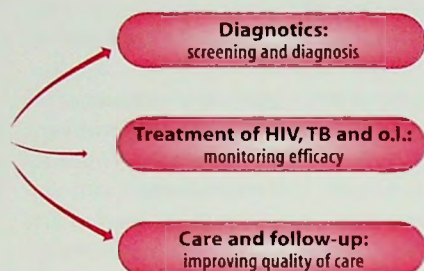 Diagnostics:
screening and diagnosis
Treatment of HIV, TB and o.I.:
monitoring efficacy
Care and follow-up:
improving quality of care